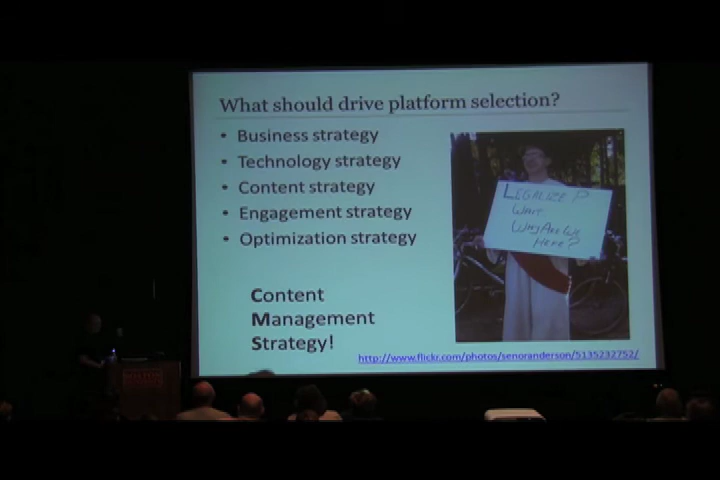 What should drive platform selection?
• Business strategy
• Technology strategy
• Content strategy
• Engagement strategy
• Optimization strategy
LEGALIZE?
WAIT
WHY ARE WE
HERE?
Content
Management
Strategy!
http://www.flickr.com/photos/senoranderson/5135232752/